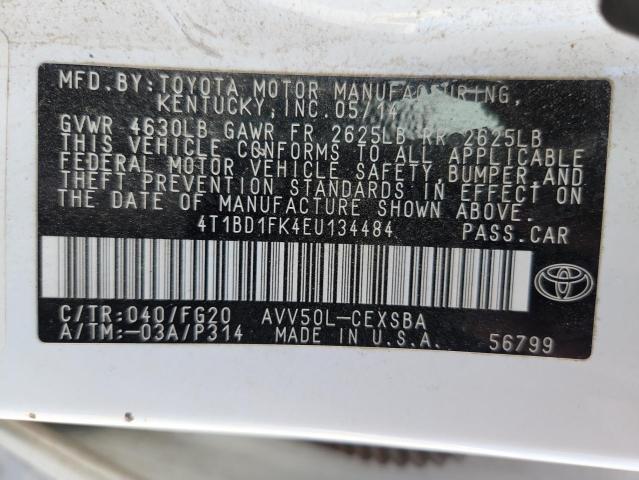 MFD. BY: TOYOTA MOTOR MANUFACTURING,
KENTUCKY, INC. 05/14
GVWR 4630LB GAWR FR 2625LB RR 2625LB
THIS VEHICLE CONFORMS TO ALL APPLICABLE
FEDERAL MOTOR VEHICLE SAFETY, BUMPER AND
THEFT PREVENTION STANDARDS IN EFFECT ON
THE DATE OF MANUFACTURE SHOWN ABOVE.
4T1BD1FK4EU134484 PASS.CAR
C/TR:040/FG20 AVV50L-CEXSBA
A/TM:-03A/P314 MADE IN U.S.A. 56799